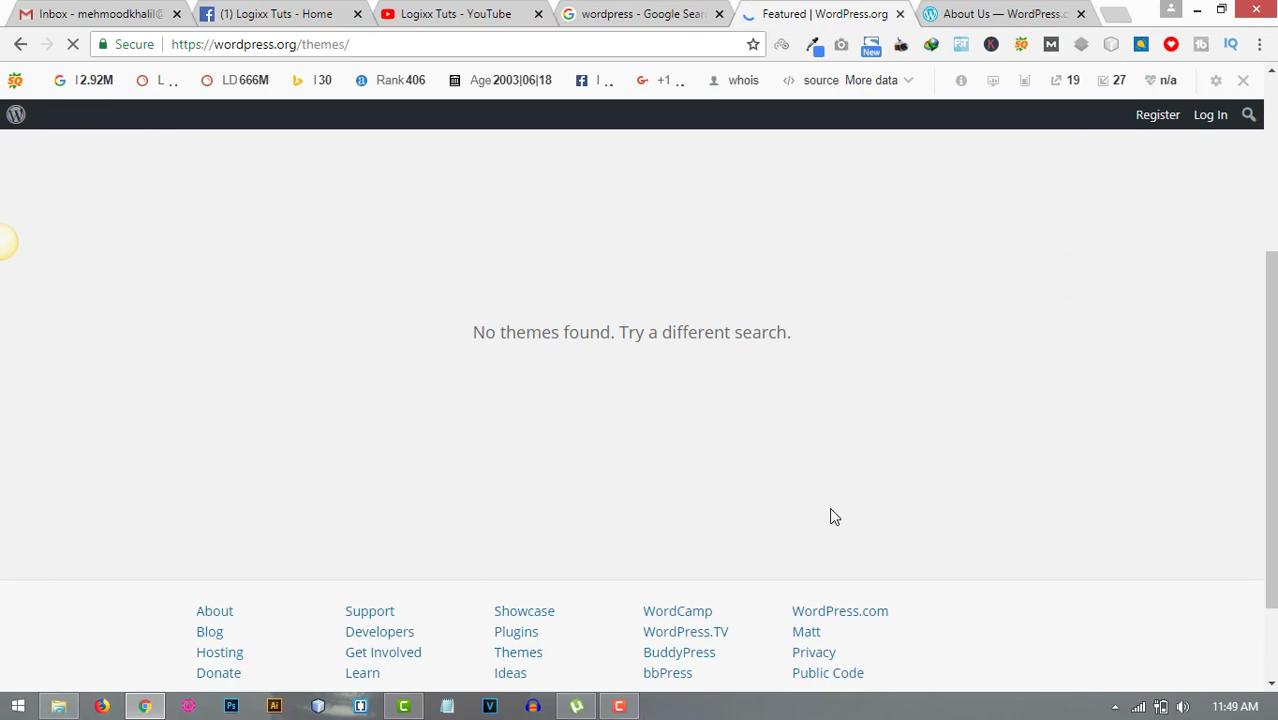 Inbox - mehmoodkhalil@
(1) Logixx Tuts - Home
Logixx Tuts - YouTube
wordpress - Google Sear
Featured | WordPress.org
About Us — WordPress.c
Secure
https://wordpress.org/themes/
New
I 2.92M
L ..
LD 666M
I 30
Rank 406
Age 2003|06|18
I ..
+1 ..
whois
source
More data
19
27
n/a
Register
Log In
No themes found. Try a different search.
About
Support
Showcase
WordCamp
WordPress.com
Blog
Developers
Plugins
WordPress.TV
Matt
Hosting
Get Involved
Themes
BuddyPress
Privacy
Donate
Learn
Ideas
bbPress
Public Code
11:49 AM